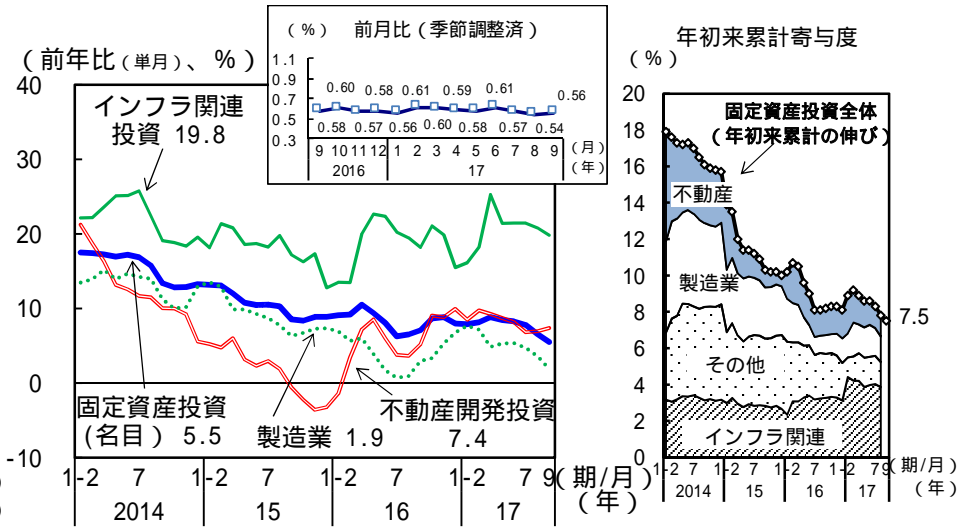 (前年比(単月)、%)
40
30
20
10
0
-10
インフラ関連
投資 19.8
固定資産投資
(名目) 5.5
製造業 1.9
不動産開発投資
7.4
1-2 7 1-2 7 1-2 7 1-2 7 9 (期/月)
2014 15 16 17 (年)
(%) 前月比(季節調整済)
1.1
0.9
0.7
0.5
0.3
0.60 0.58 0.61 0.59 0.61 0.56
0.58 0.57 0.56 0.60 0.58 0.57 0.54
9 10 11 12 1 2 3 4 5 6 7 8 9 (月)
2016 17 (年)
年初来累計寄与度
(%)
20
18
16
14
12
10
8
6
4
2
0
固定資産投資全体
(年初来累計の伸び)
不動産
製造業
その他
インフラ関連
7.5
1-2 7 1-2 7 1-2 7 1-2 7 9 (期/月)
2014 15 16 17 (年)